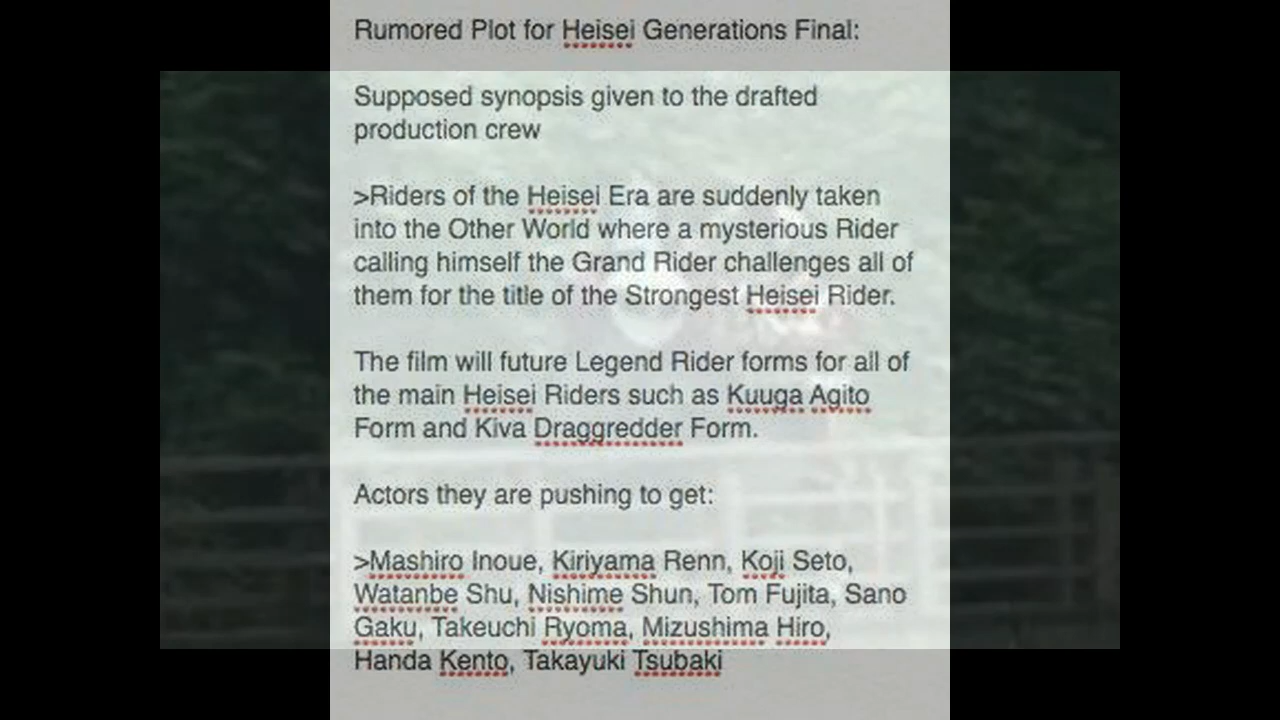 Rumored Plot for Heisei Generations Final:
Supposed synopsis given to the drafted
production crew
>Riders of the Heisei Era are suddenly taken
into the Other World where a mysterious Rider
calling himself the Grand Rider challenges all of
them for the title of the Strongest Heisei Rider.
The film will future Legend Rider forms for all of
the main Heisei Riders such as Kuuga Agito
Form and Kiva Draggredder Form.
Actors they are pushing to get:
>Mashiro Inoue, Kiriyama Renn, Koji Seto,
Watanbe Shu, Nishime Shun, Tom Fujita, Sano
Gaku, Takeuchi Ryoma, Mizushima Hiro,
Handa Kento, Takayuki Tsubaki